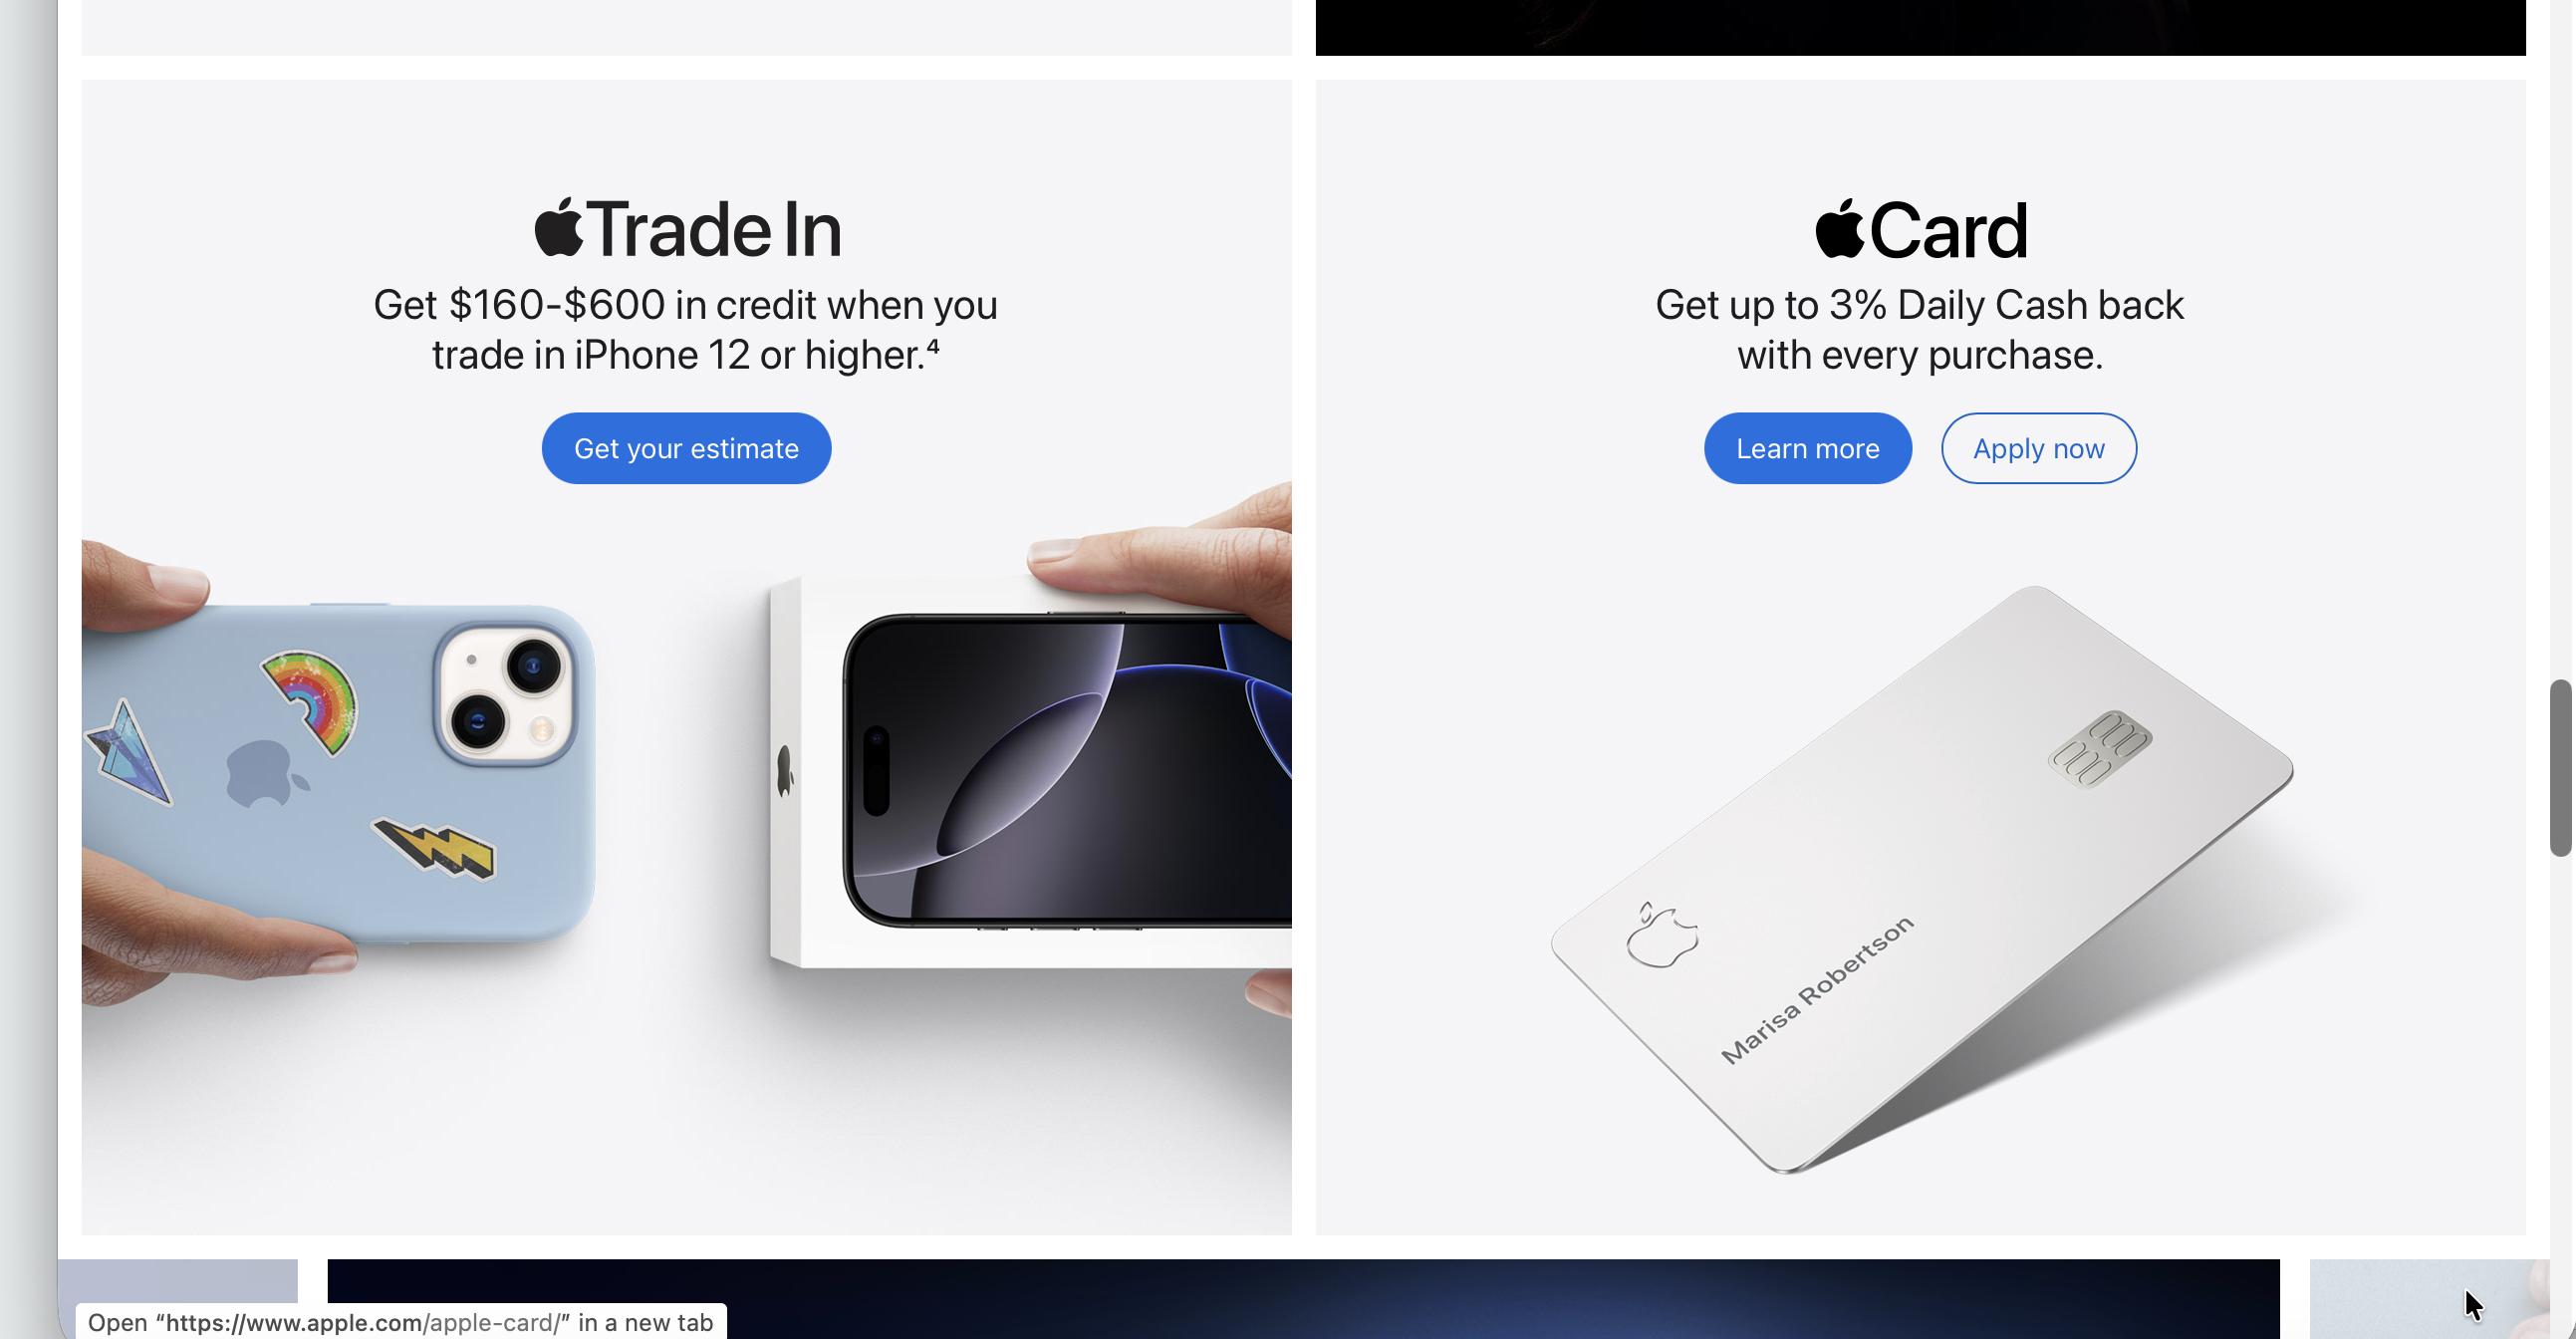 Trade In
Get $160-$600 in credit when you
trade in iPhone 12 or higher.⁴
Get your estimate
Card
Get up to 3% Daily Cash back
with every purchase.
Learn more
Apply now
Marisa Robertson
Open “https://www.apple.com/apple-card/” in a new tab